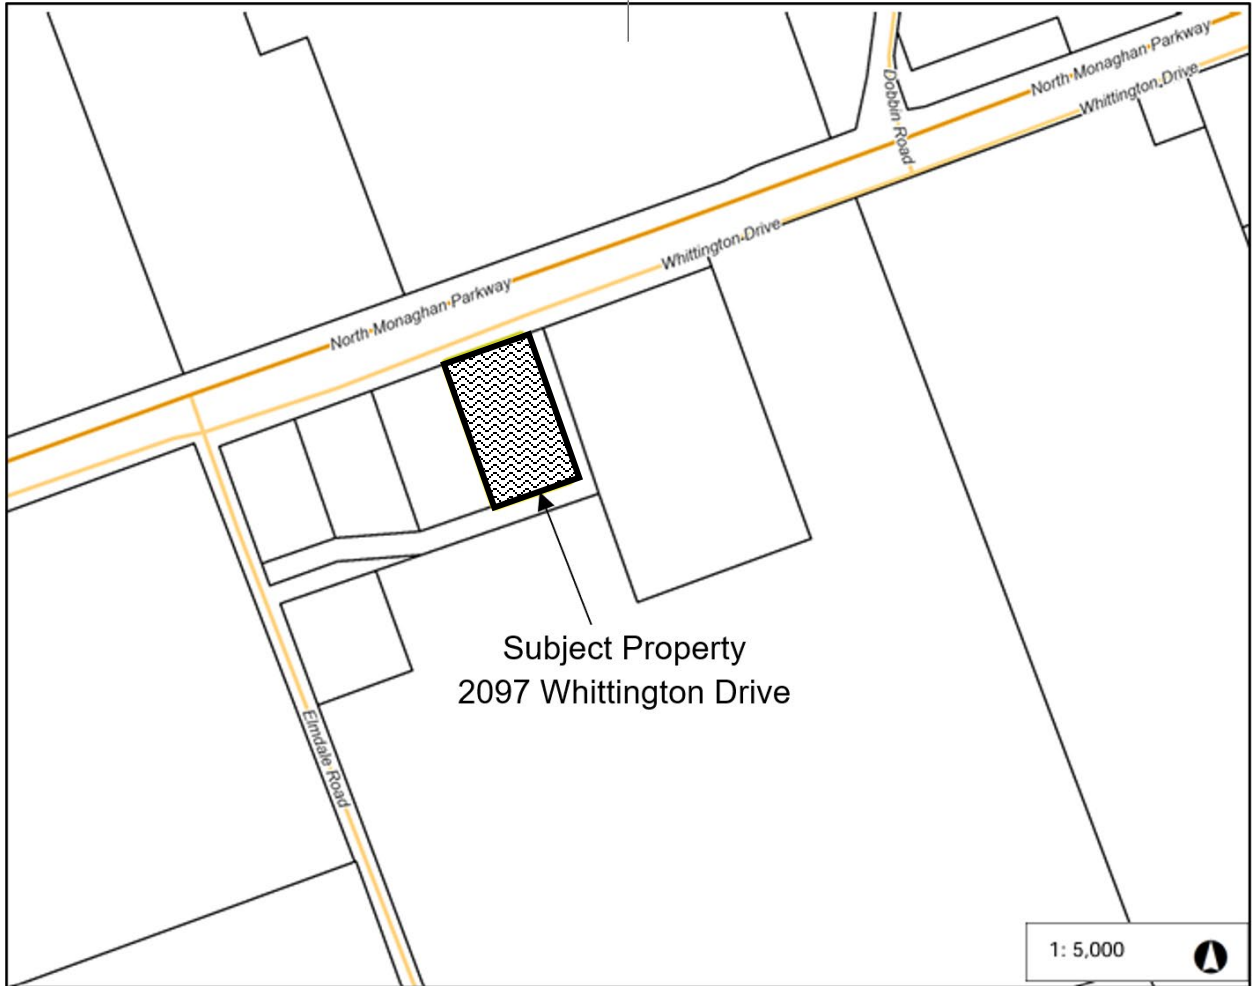 North Monaghan Parkway
Whittington Drive
Dobbin Road
Whittington Drive
North Monaghan Parkway
Subject Property
2097 Whittington Drive
Elmdale Road
1: 5,000